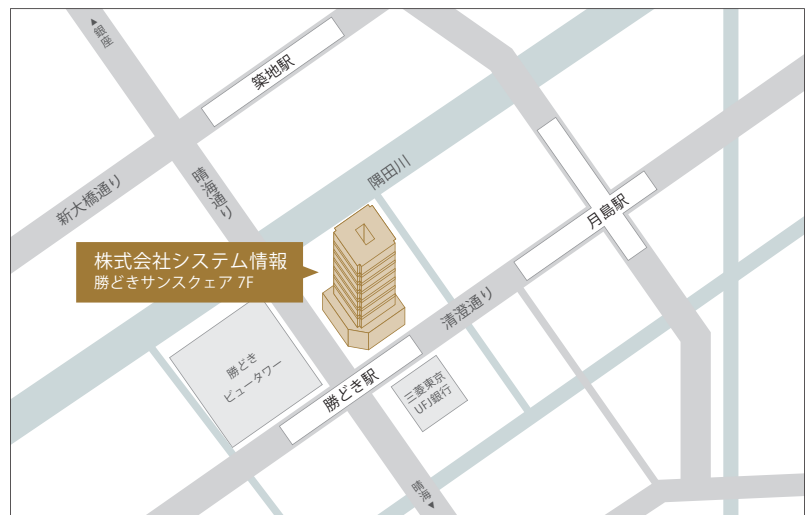 ▲銀座
築地駅
新大橋通り
晴海通り
隅田川
月島駅
株式会社システム情報
勝どきサンスクェア 7F
清澄通り
勝どき
ビュータワー
勝どき駅
三菱東京
UFJ銀行
晴海▼